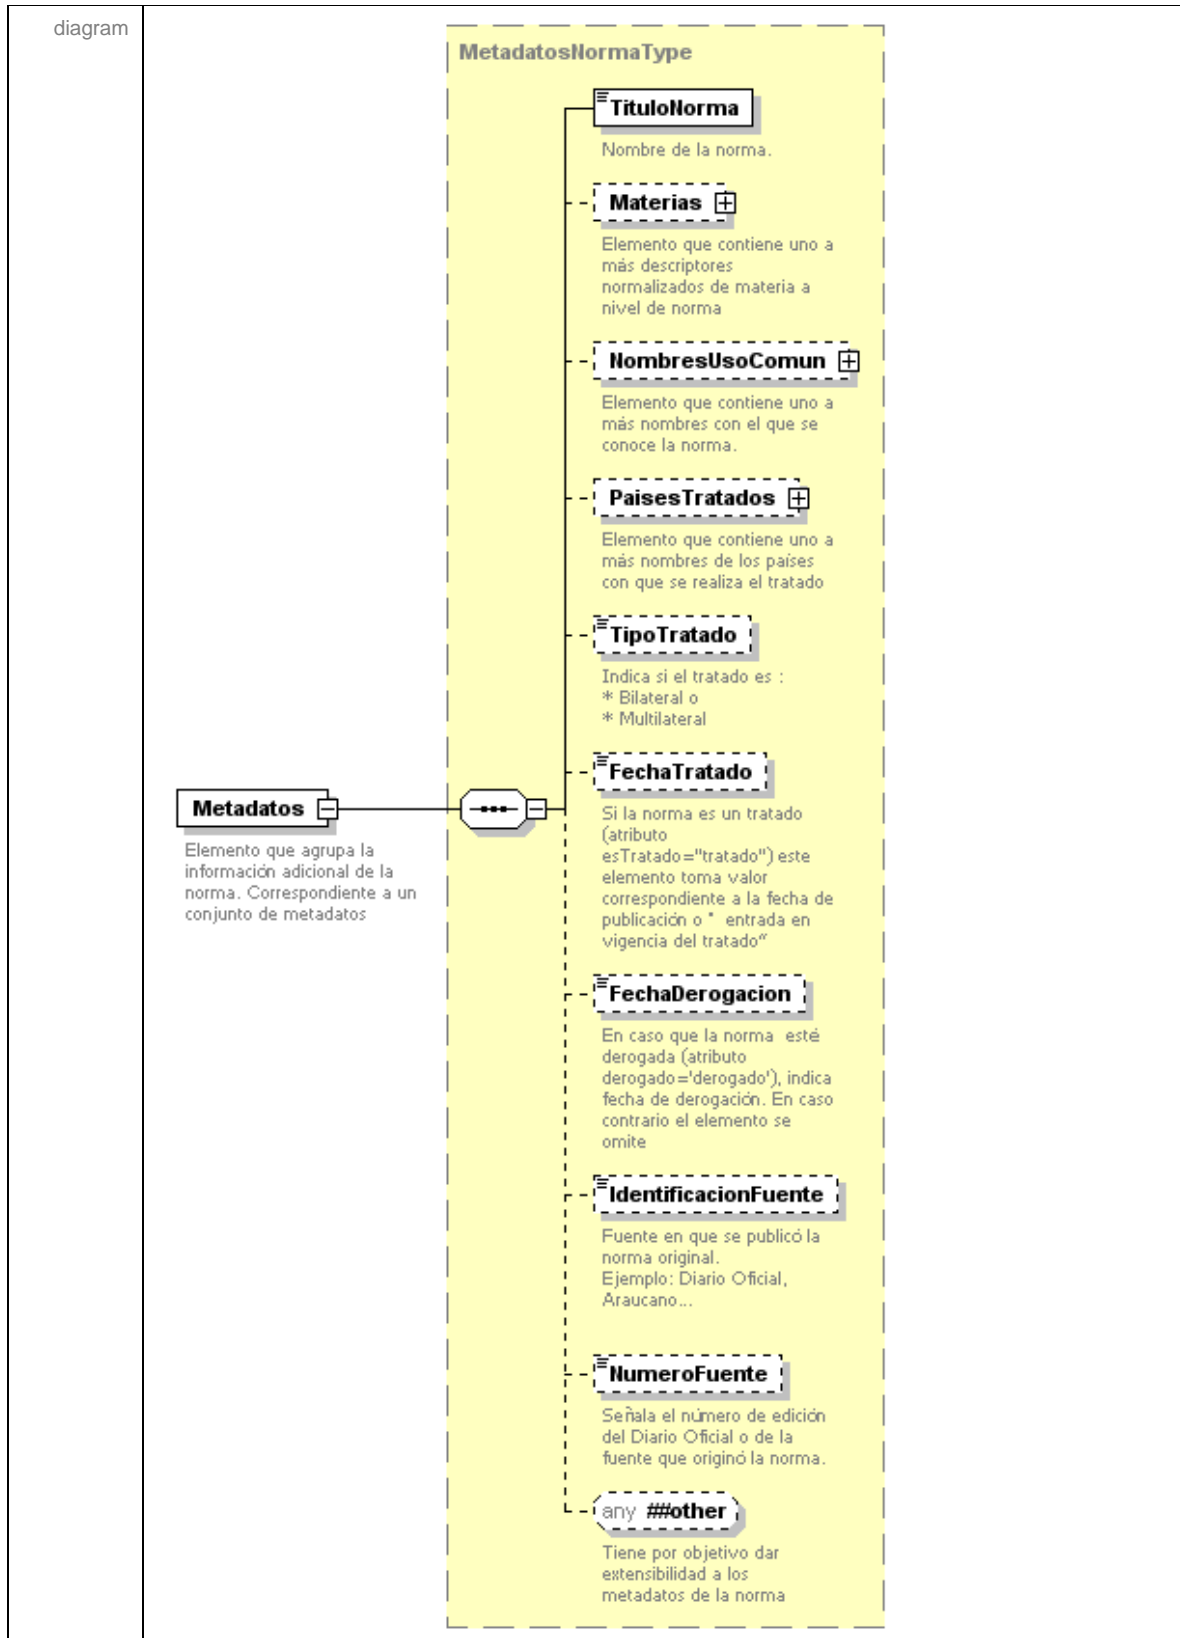 diagram
MetadatosNormaType
TituloNorma
Nombre de la norma.
Materias
Elemento que contiene uno a
más descriptores
normalizados de materia a
nivel de norma
NombresUsoComun
Elemento que contiene uno a
más nombres con el que se
conoce la norma.
PaisesTratados
Elemento que contiene uno a
más nombres de los países
con que se realiza el tratado
TipoTratado
Indica si el tratado es :
* Bilateral o
* Multilateral
FechaTratado
Si la norma es un tratado
(atributo
esTratado="tratado") este
elemento toma valor
correspondiente a la fecha de
publicación o " entrada en
vigencia del tratado“
Metadatos
Elemento que agrupa la
información adicional de la
norma. Correspondiente a un
conjunto de metadatos
FechaDerogacion
En caso que la norma  esté
derogada (atributo
derogado='derogado'), indica
fecha de derogación. En caso
contrario el elemento se
omite
IdentificacionFuente
Fuente en que se publicó la
norma original.
Ejemplo: Diario Oficial,
Araucano...
NumeroFuente
Señala el número de edición
del Diario Oficial o de la
fuente que originó la norma.
any ##other
Tiene por objetivo dar
extensibilidad a los
metadatos de la norma